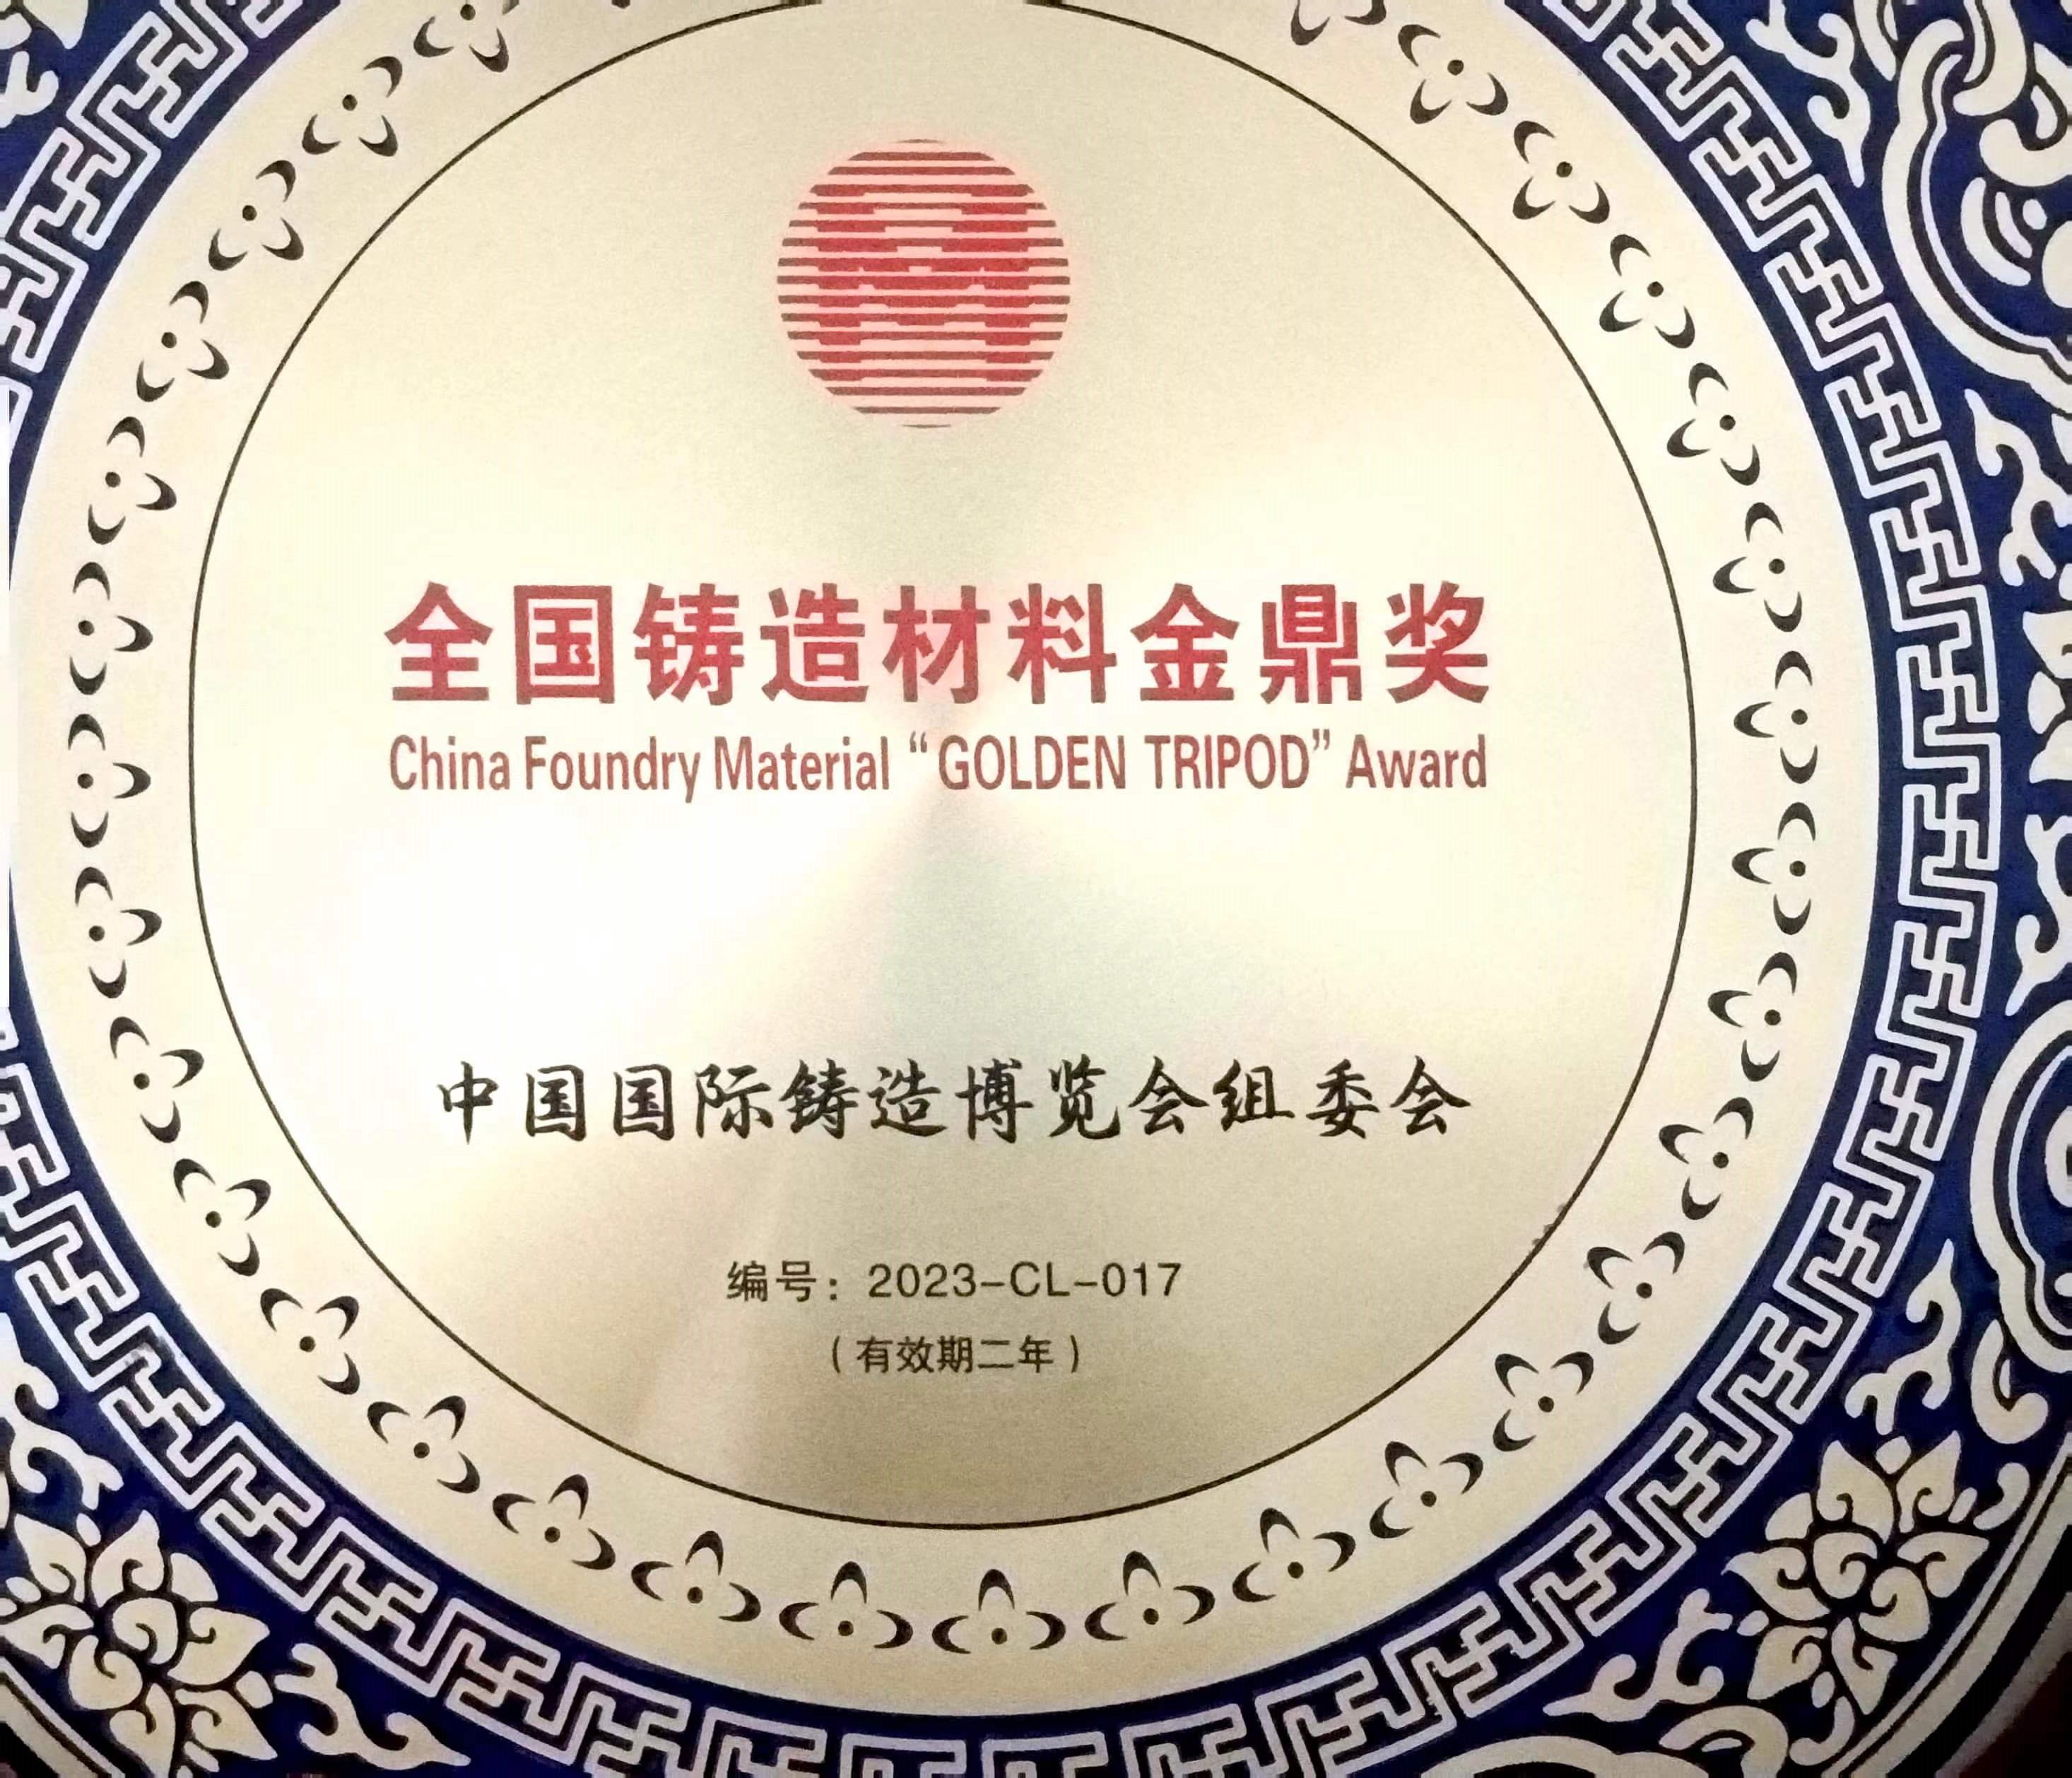 全国铸造材料金鼎奖
China Foundry Material “GOLDEN TRIPOD” Award
中国国际铸造博览会组委会
编号：2023-CL-017
（有效期二年）